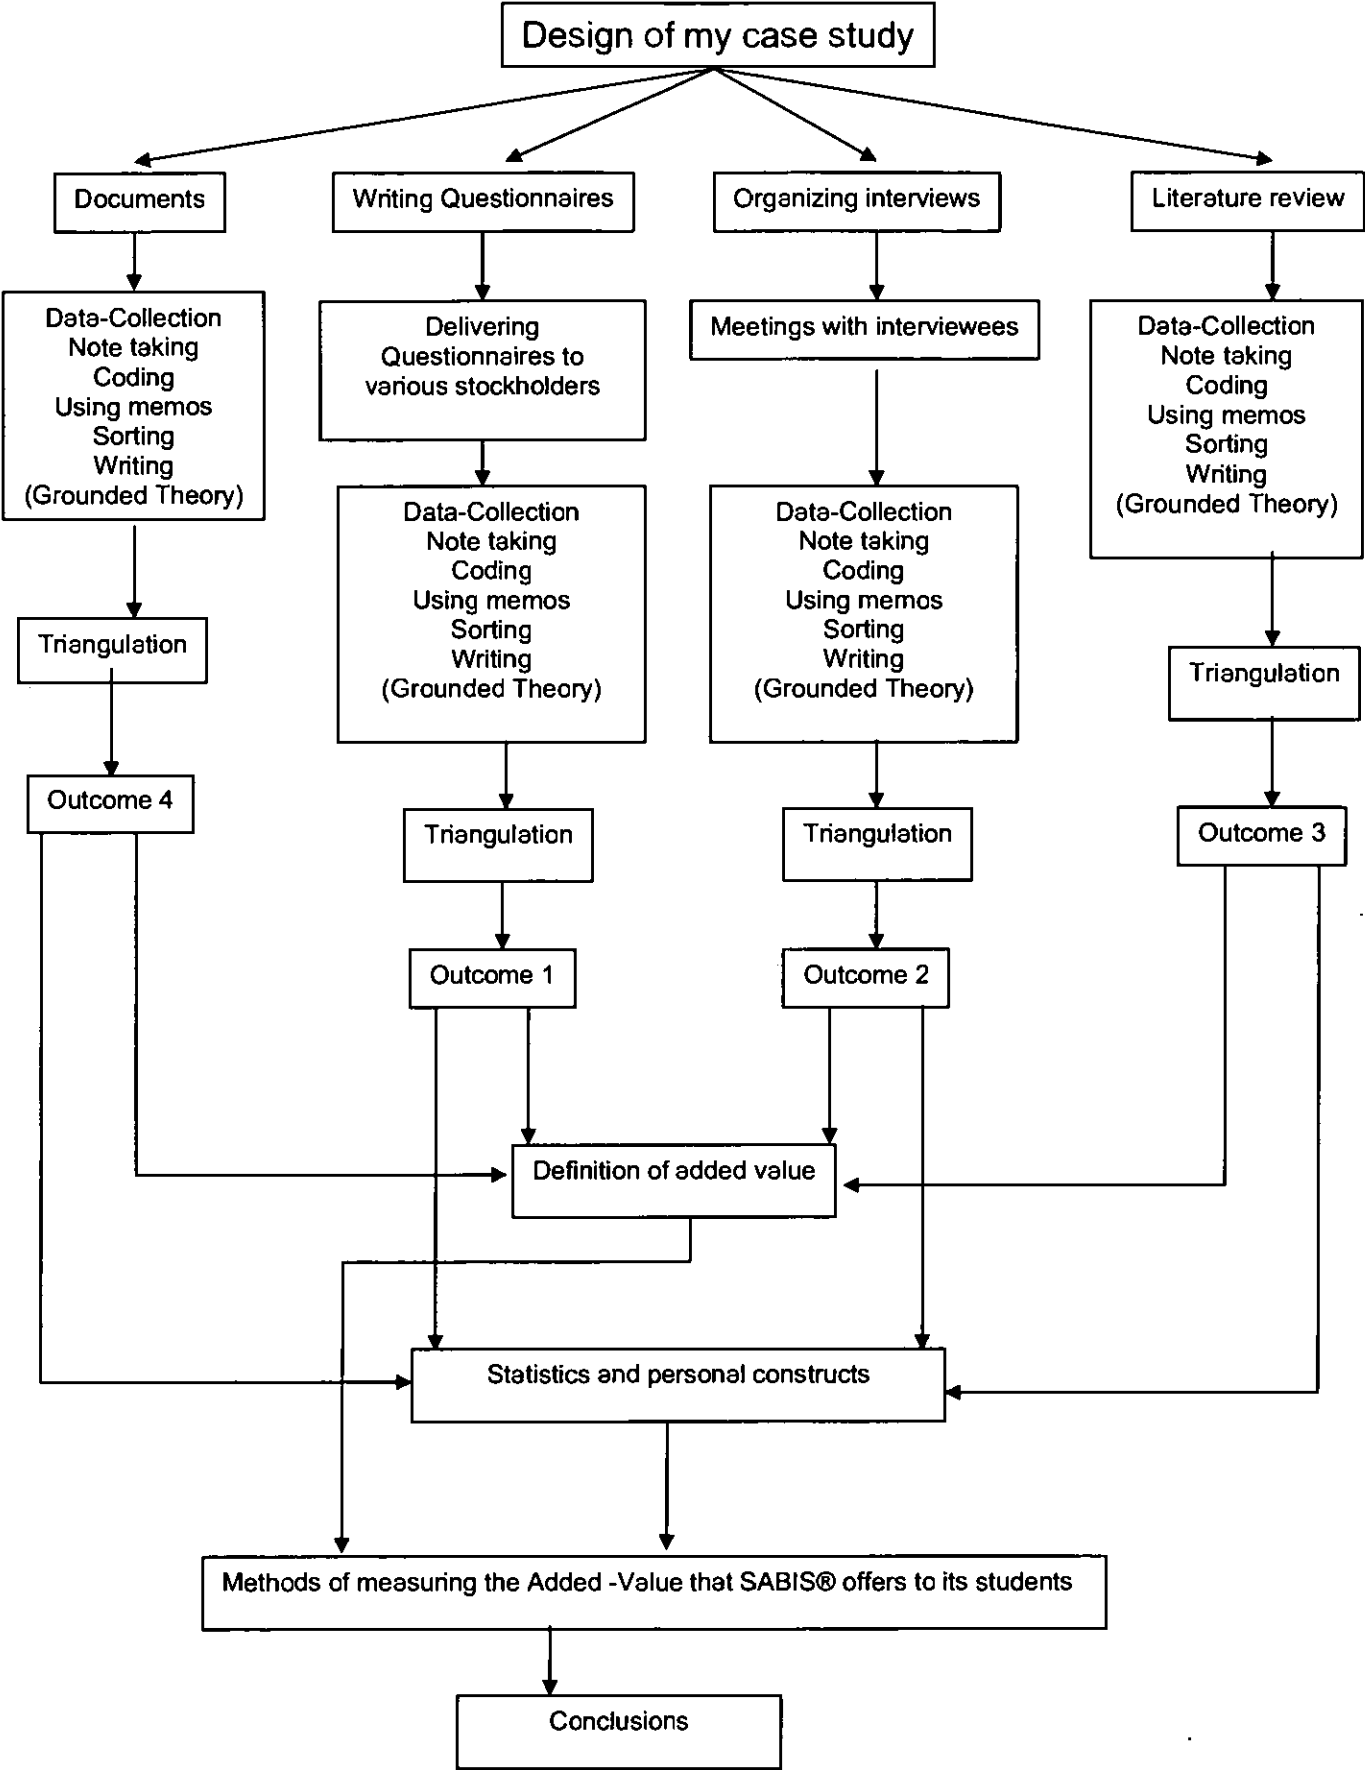 Design of my case study
Documents
Writing Questionnaires
Organizing interviews
Literature review
Data-Collection
Note taking
Coding
Using memos
Sorting
Writing
(Grounded Theory)
Delivering
Questionnaires to
various stockholders
Meetings with interviewees
Data-Collection
Note taking
Coding
Using memos
Sorting
Writing
(Grounded Theory)
Data-Collection
Note taking
Coding
Using memos
Sorting
Writing
(Grounded Theory)
Data-Collection
Note taking
Coding
Using memos
Sorting
Writing
(Grounded Theory)
Triangulation
Triangulation
Outcome 4
Triangulation
Triangulation
Outcome 3
Outcome 1
Outcome 2
Definition of added value
Statistics and personal constructs
Methods of measuring the Added -Value that SABIS® offers to its students
Conclusions